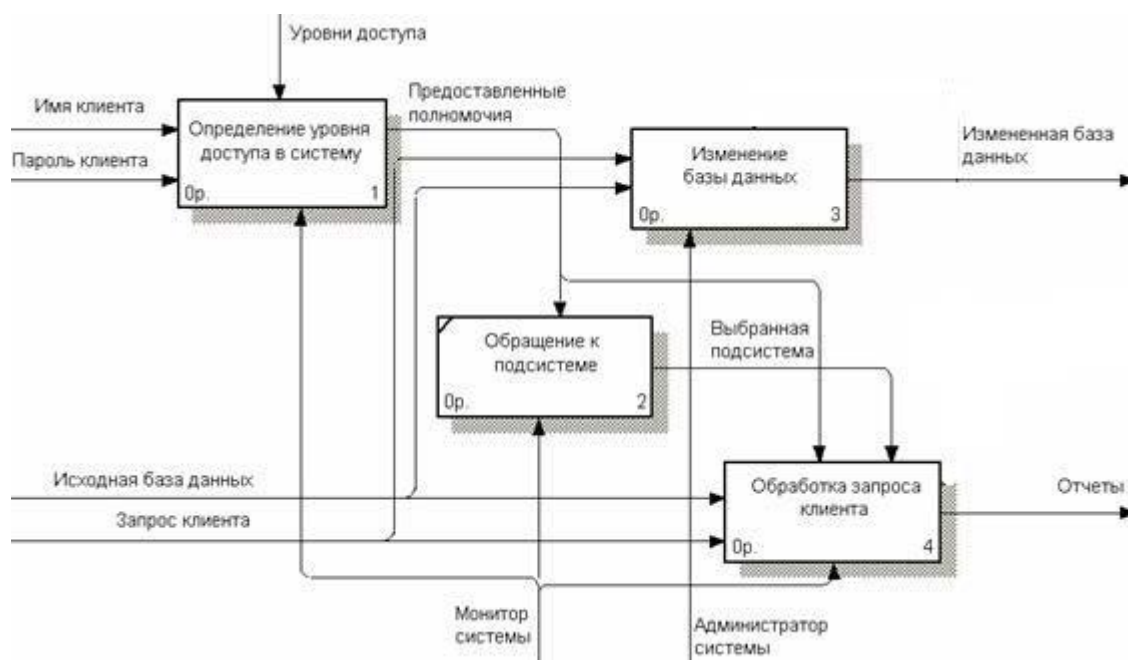 Уровни доступа
Имя клиента
Пароль клиента
Определение уровня
доступа в систему
0р.
1
Предоставленные
полномочия
Изменение
базы данных
0р.
3
Измененная база
данных
Обращение к
подсистеме
0р.
2
Выбранная
подсистема
Исходная база данных
Запрос клиента
Обработка запроса
клиента
0р.
4
Отчеты
Монитор
системы
Администратор
системы